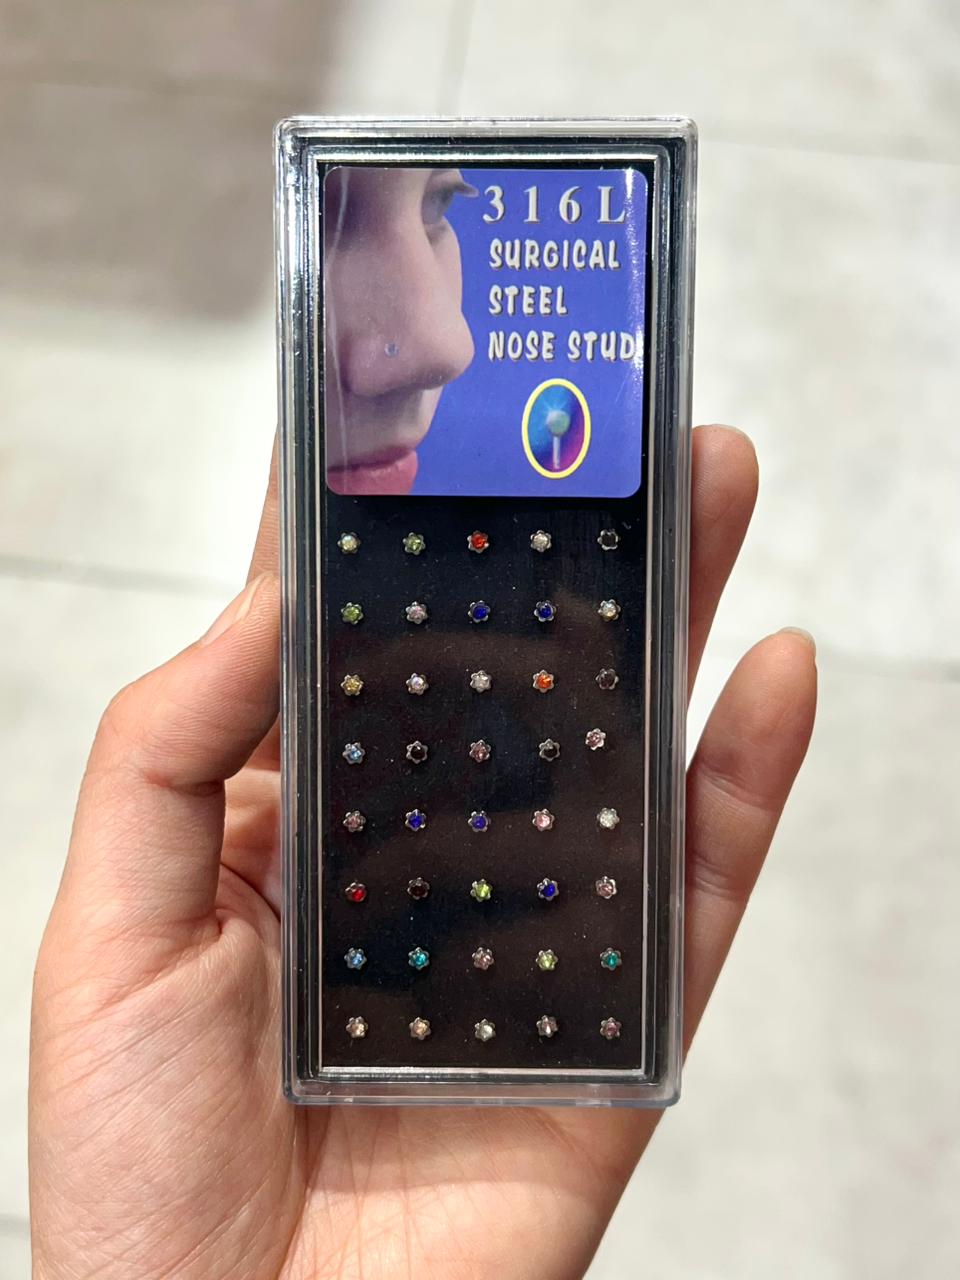 316L
SURGICAL
STEEL
NOSE STUD